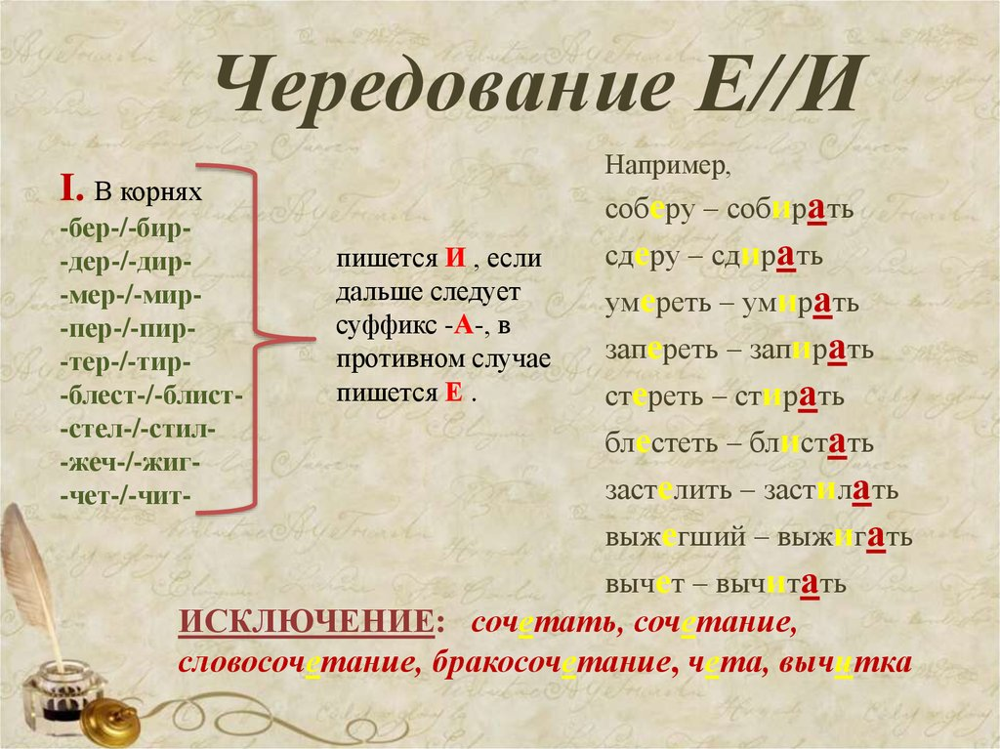 Чередование Е//И
I. В корнях
-бер-/-бир-
-дер-/-дир-
-мер-/-мир-
-пер-/-пир-
-тер-/-тир-
-блест-/-блист-
-стел-/-стил-
-жеч-/-жиг-
-чет-/-чит-
пишется И , если
дальше следует
суффикс -А-, в
противном случае
пишется Е .
Например,
соберу – собирать
сдеру – сдирать
умереть – умирать
запереть – запирать
стереть – стирать
блестеть – блистать
застелить – застилать
выжегший – выжигать
вычет – вычитать
ИСКЛЮЧЕНИЕ: сочетать, сочетание,
словосочетание, бракосочетание, чета, вычитка